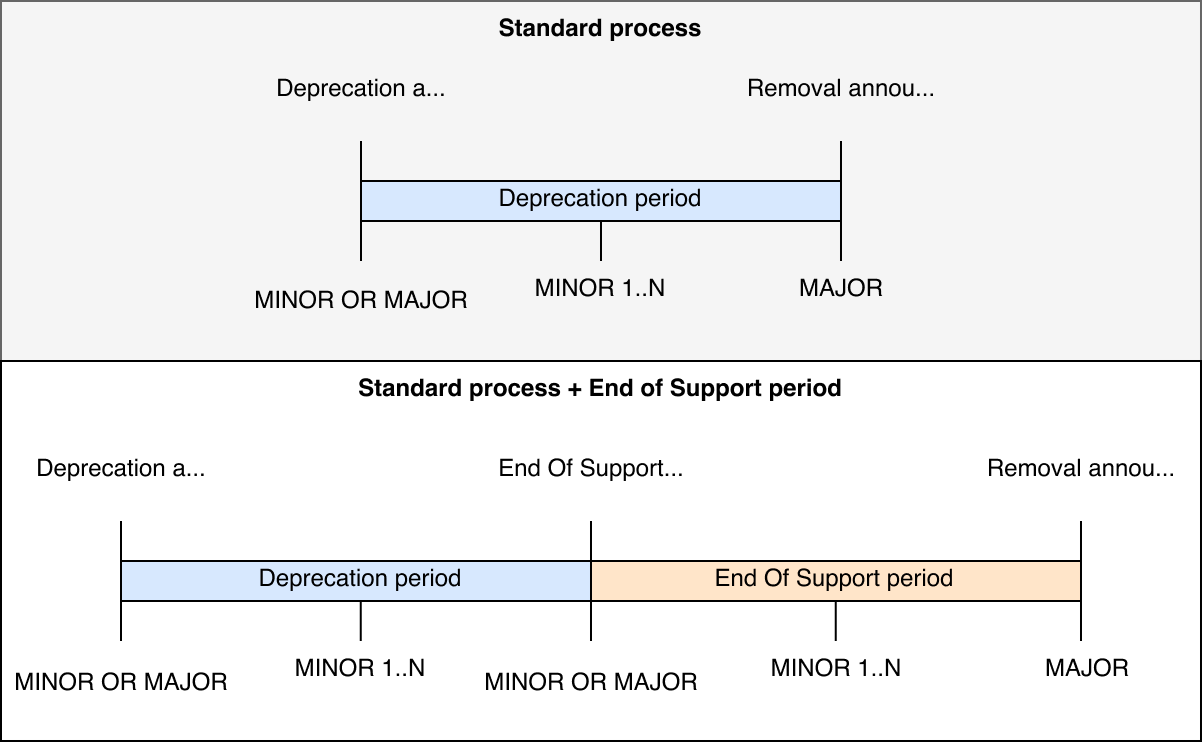 Standard process
Deprecation a...
Removal annou...
Deprecation period
MINOR OR MAJOR
MINOR 1..N
MAJOR
Standard process + End of Support period
Deprecation a...
End Of Support...
Removal annou...
Deprecation period
End Of Support period
MINOR OR MAJOR
MINOR 1..N
MINOR OR MAJOR
MINOR 1..N
MAJOR